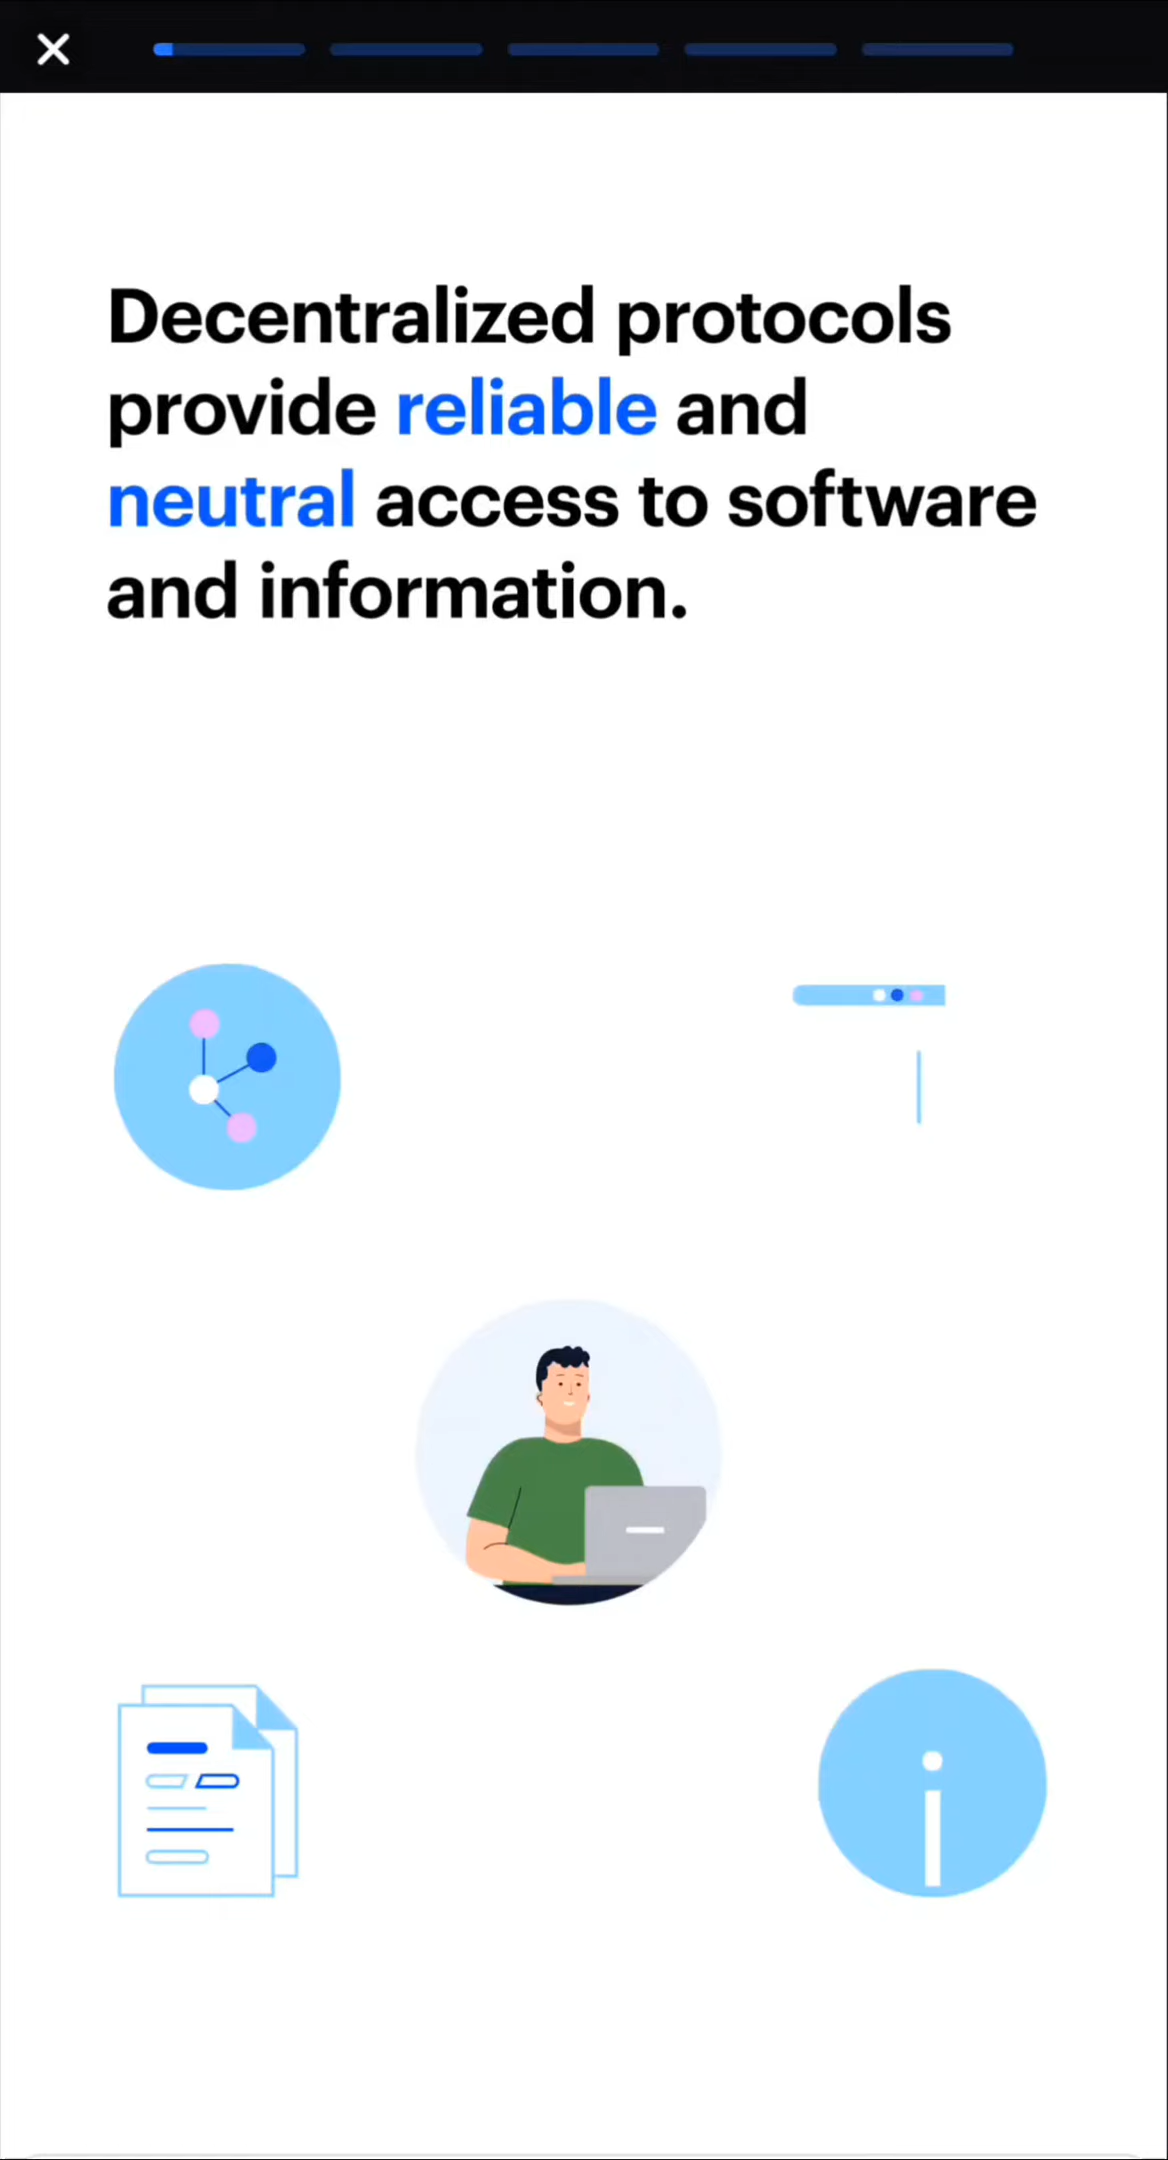 Decentralized protocols
provide reliable and
neutral access to software
and information.